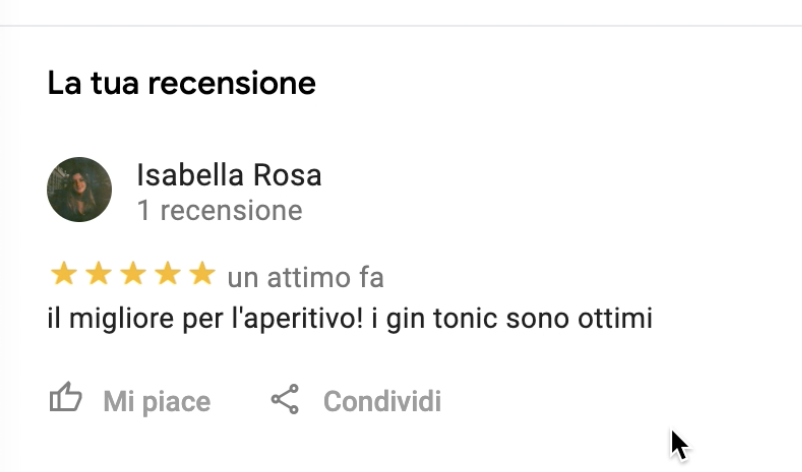 La tua recensione
Isabella Rosa
1 recensione
un attimo fa
il migliore per l'aperitivo! i gin tonic sono ottimi
Mi piace
Condividi